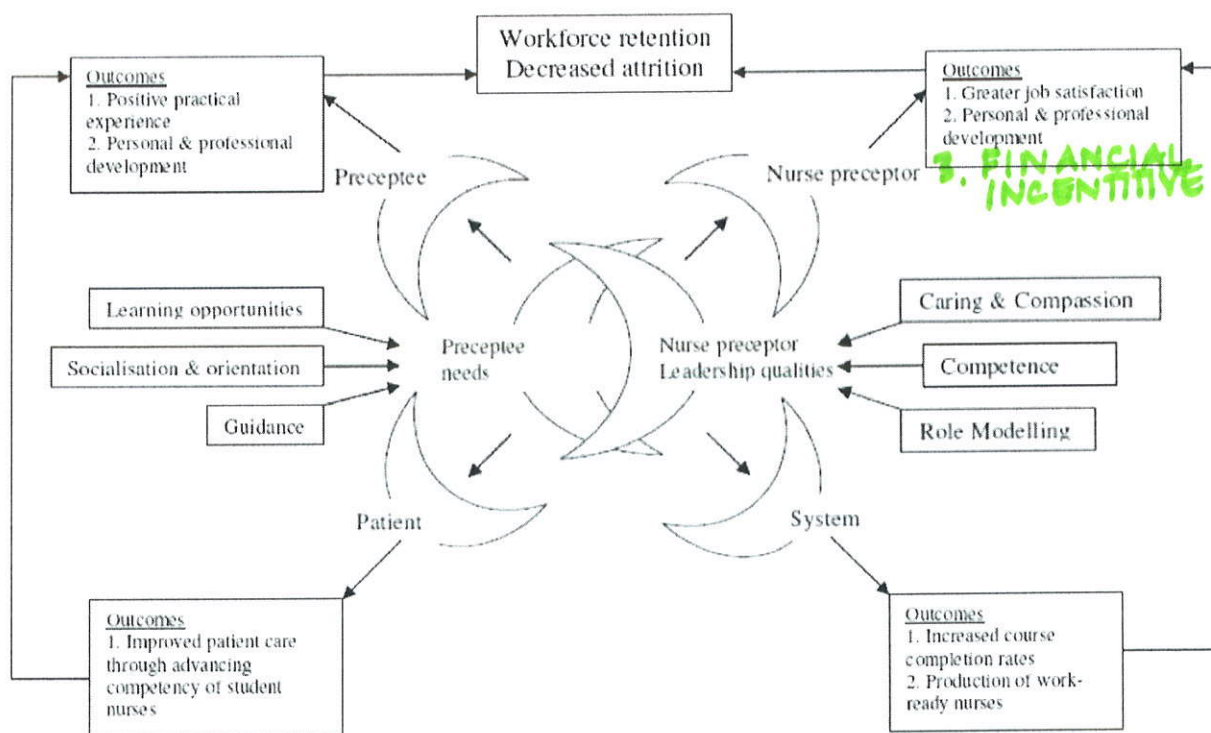 Workforce retention
Decreased attrition
Outcomes
1. Positive practical
experience
2. Personal & professional
development
Outcomes
1. Greater job satisfaction
2. Personal & professional
development
3. FINANCIAL
INCENTITIVE
Preceptee
Nurse preceptor
Learning opportunities
Socialisation & orientation
Guidance
Preceptee
needs
Nurse preceptor
Leadership qualities
Caring & Compassion
Competence
Role Modelling
Patient
System
Outcomes
1. Improved patient care
through advancing
competency of student
nurses
Outcomes
1. Increased course
completion rates
2. Production of work-
ready nurses